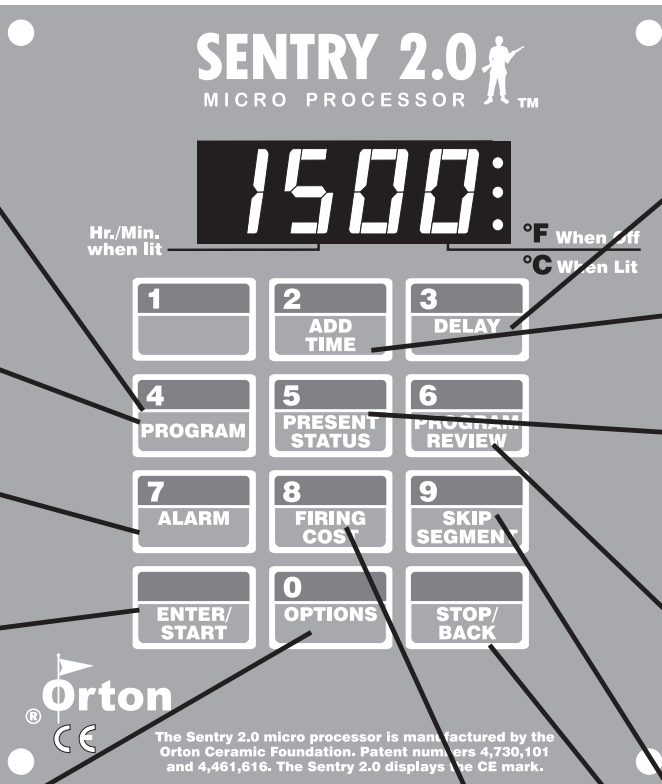 SENTRY 2.0
MICRO PROCESSOR TM
1500
Hr./Min.
when lit
°F When Off
°C When Lit
1
2
ADD
TIME
3
DELAY
4
PROGRAM
5
PRESENT
STATUS
6
PROGRAM
REVIEW
7
ALARM
8
FIRING
COST
9
SKIP
SEGMENT
ENTER/
START
0
OPTIONS
STOP/
BACK
Orton
®
CE
The Sentry 2.0 micro processor is manufactured by the
Orton Ceramic Foundation. Patent numbers 4,730,101
and 4,461,616. The Sentry 2.0 displays the CE mark.